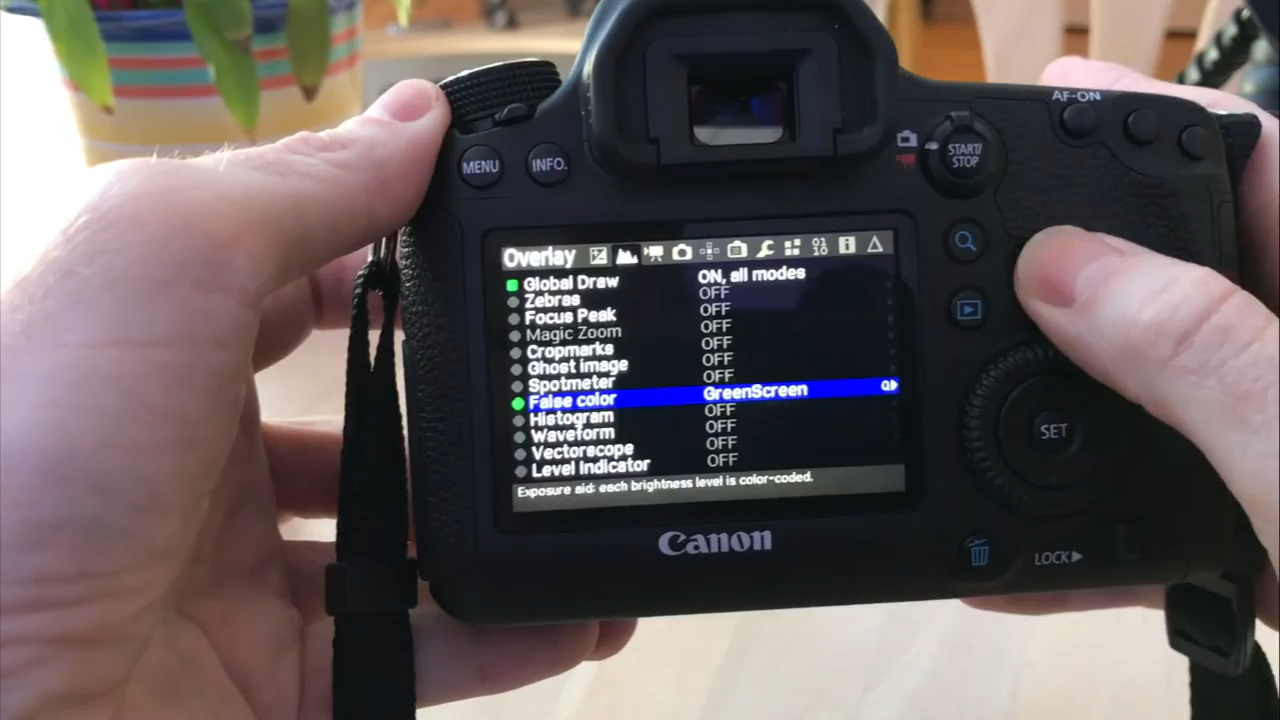 AF-ON
MENU
INFO.
START/
STOP
Overlay
01
10
Global Draw ON, all modes
Zebras OFF
Focus Peak OFF
Magic Zoom OFF
Cropmarks OFF
Ghost image OFF
Spotmeter OFF
False color GreenScreen Q
Histogram OFF
Waveform OFF
Vectorscope OFF
Level Indicator OFF
Exposure aid: each brightness level is color-coded.
SET
Canon
LOCK